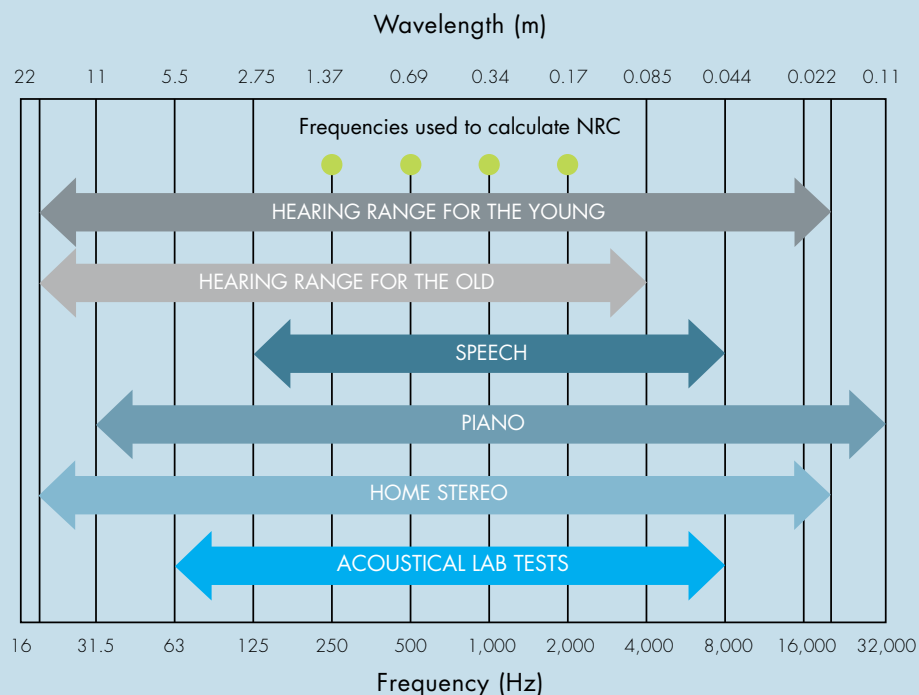 Wavelength (m)
22 11 5.5 2.75 1.37 0.69 0.34 0.17 0.085 0.044 0.022 0.11
Frequencies used to calculate NRC
HEARING RANGE FOR THE YOUNG
HEARING RANGE FOR THE OLD
SPEECH
PIANO
HOME STEREO
ACOUSTICAL LAB TESTS
16 31.5 63 125 250 500 1,000 2,000 4,000 8,000 16,000 32,000
Frequency (Hz)